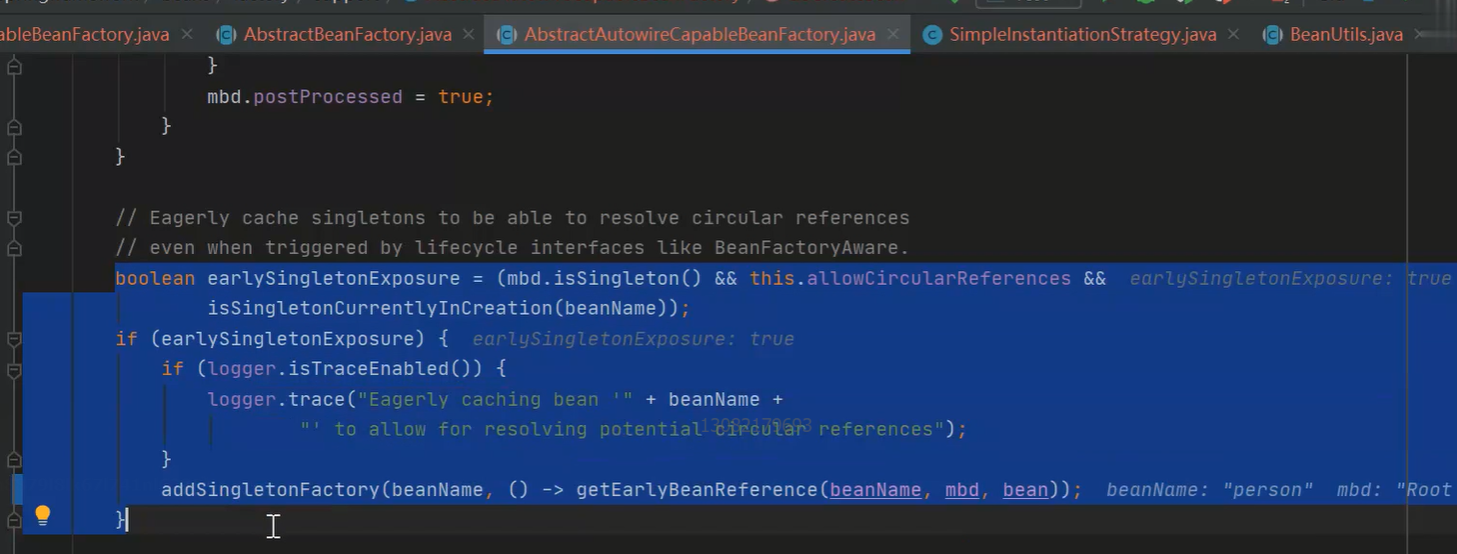 ableBeanFactory.java AbstractBeanFactory.java AbstractAutowireCapableBeanFactory.java SimpleInstantiationStrategy.java BeanUtils.java
}
mbd.postProcessed = true;
}
}
// Eagerly cache singletons to be able to resolve circular references
// even when triggered by lifecycle interfaces like BeanFactoryAware.
boolean earlySingletonExposure = (mbd.isSingleton() && this.allowCircularReferences && earlySingletonExposure: true
isSingletonCurrentlyInCreation(beanName));
if (earlySingletonExposure) { earlySingletonExposure: true
if (logger.isTraceEnabled()) {
logger.trace("Eagerly caching bean '" + beanName +
"' to allow for resolving potential circular references");
}
addSingletonFactory(beanName, () -> getEarlyBeanReference(beanName, mbd, bean)); beanName: "person" mbd: "Root
}